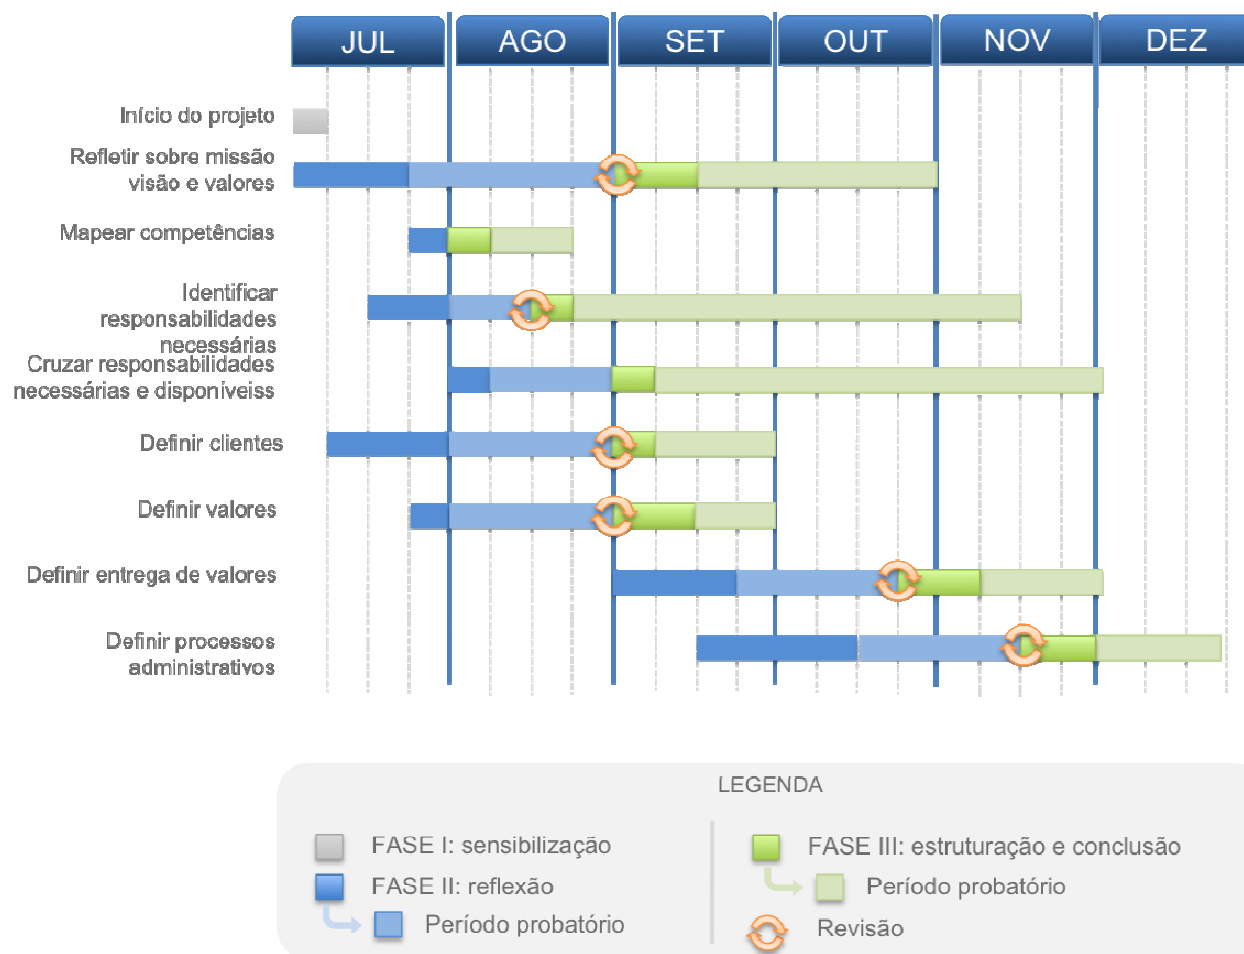 JUL AGO SET OUT NOV DEZ
Início do projeto
Refletir sobre missão
visão e valores
Mapear competências
Identificar
responsabilidades
necessárias
Cruzar responsabilidades
necessárias e disponíveiss
Definir clientes
Definir valores
Definir entrega de valores
Definir processos
administrativos
LEGENDA
FASE I: sensibilização
FASE II: reflexão
Período probatório
FASE III: estruturação e conclusão
Período probatório
Revisão